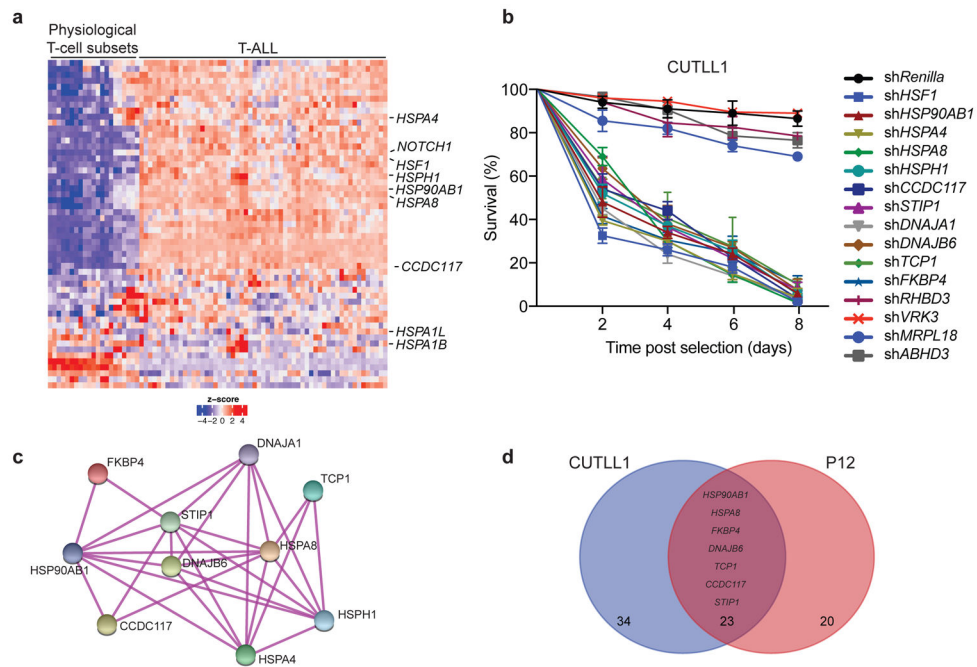 a
Physiological
T-cell subsets
T-ALL
HSPA4
NOTCH1
HSF1
HSPH1
HSP90AB1
HSPA8
CCDC117
HSPA1L
HSPA1B
z-score
-4 -2 0 2 4
b
CUTLL1
Survival (%)
100
80
60
40
20
0
2 4 6 8
Time post selection (days)
shRenilla
shHSF1
shHSP90AB1
shHSPA4
shHSPA8
shHSPH1
shCCDC117
shSTIP1
shDNAJA1
shDNAJB6
shTCP1
shFKBP4
shRHBD3
shVRK3
shMRPL18
shABHD3
c
DNAJA1
FKBP4
TCP1
STIP1
HSPA8
HSP90AB1
DNAJB6
CCDC117
HSPH1
HSPA4
d
CUTLL1
P12
HSP90AB1
HSPA8
FKBP4
DNAJB6
TCP1
CCDC117
STIP1
34
23
20